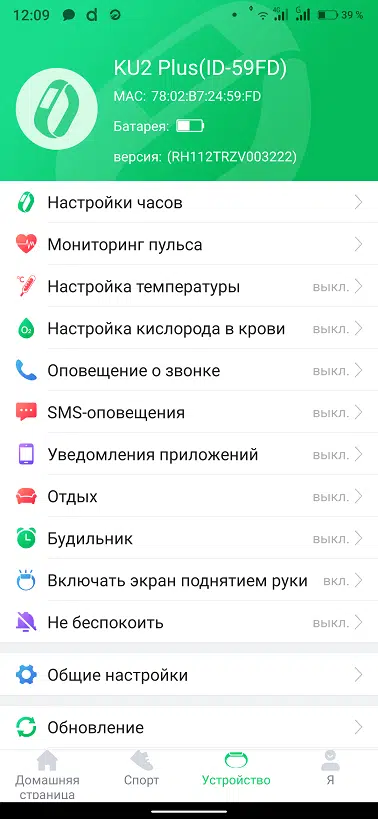 12:09 4G G 39 %
KU2 Plus(ID-59FD)
MAC: 78:02:B7:24:59:FD
Батарея:
версия: (RH112TRZV003222)
Настройки часов
Мониторинг пульса
°C Настройка температуры выкл.
O₂ Настройка кислорода в крови выкл.
Оповещение о звонке выкл.
SMS-оповещения выкл.
Уведомления приложений выкл.
Отдых выкл.
Будильник выкл.
Включать экран поднятием руки вкл.
Не беспокоить выкл.
Общие настройки
Обновление
Домашняя страница Спорт Устройство Я